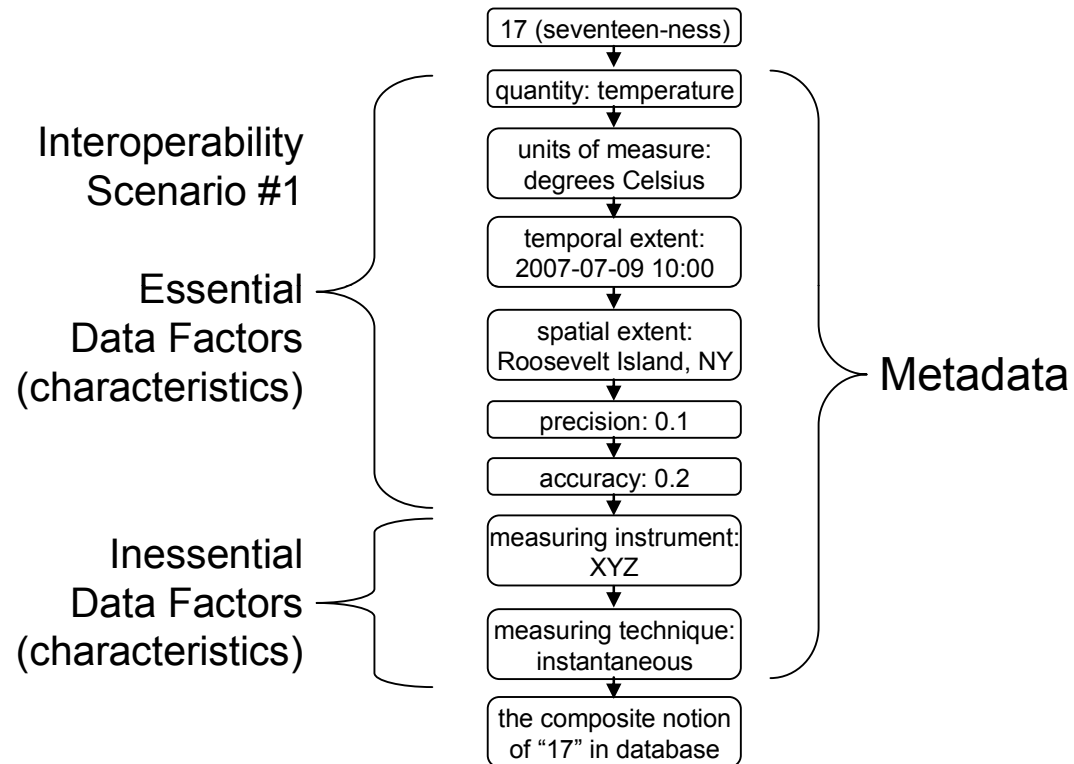 17 (seventeen-ness)
quantity: temperature
units of measure:
degrees Celsius
temporal extent:
2007-07-09 10:00
spatial extent:
Roosevelt Island, NY
precision: 0.1
accuracy: 0.2
measuring instrument:
XYZ
measuring technique:
instantaneous
the composite notion
of “17” in database
Interoperability
Scenario #1
Essential
Data Factors
(characteristics)
Inessential
Data Factors
(characteristics)
Metadata